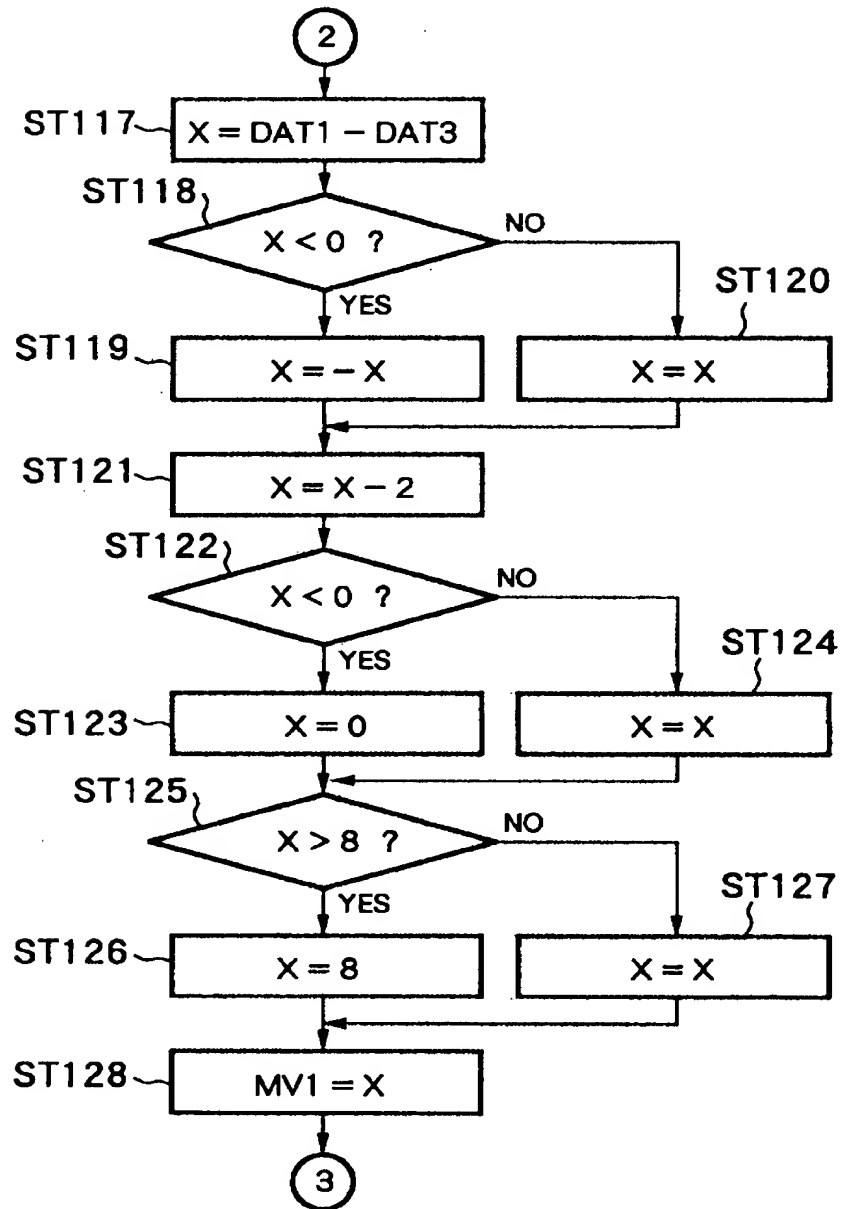 2
ST117
X = DAT1 - DAT3
ST118
X < 0 ?
NO
YES
ST120
ST119
X = - X
X = X
ST121
X = X - 2
ST122
X < 0 ?
NO
YES
ST124
ST123
X = 0
X = X
ST125
X > 8 ?
NO
YES
ST127
ST126
X = 8
X = X
ST128
MV1 = X
3